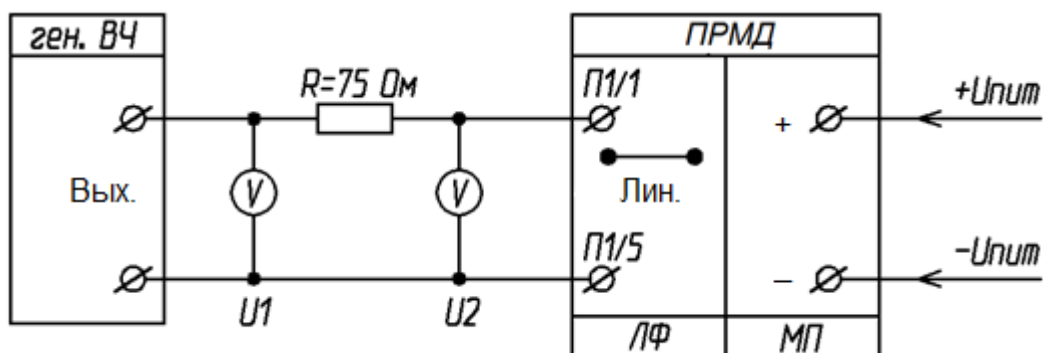 ген. ВЧ
ПРМД
R=75 Ом
П1/1
+Uпит
+
V
V
Вых.
Лин.
П1/5
-Uпит
–
U1
U2
ЛФ
МП